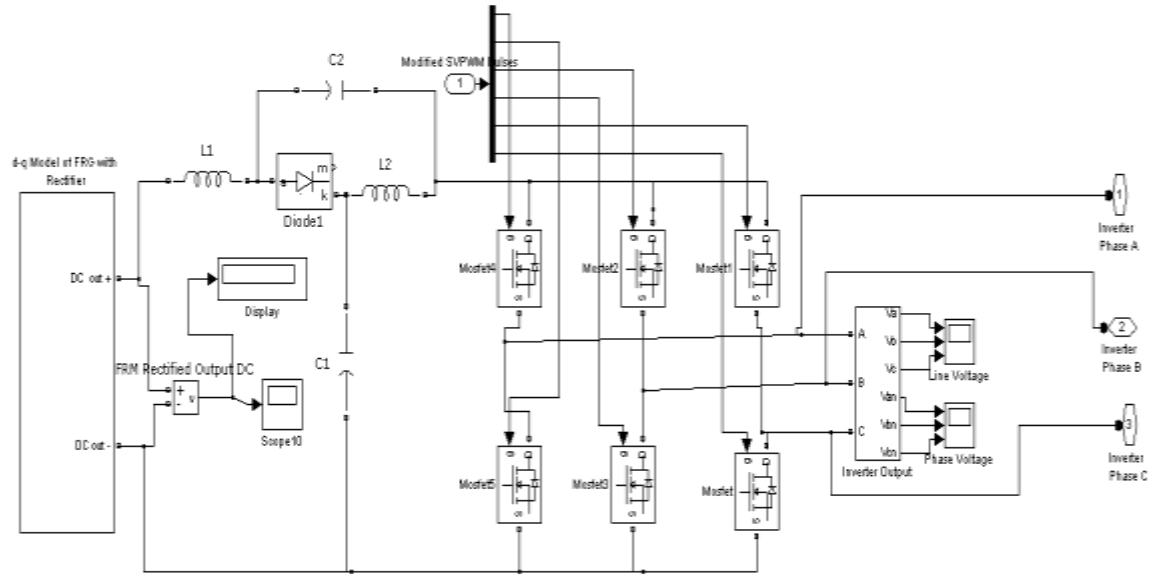 C2
Modified SVPWM Pulses
1
L1
d-q Model of FRG with
Rectifier
L2
m
k
Diode1
1
Inverter
Phase A
g
D
S
g
D
S
g
D
S
Mosfet4
Mosfet2
Mosfet1
DC out +
Display
2
Inverter
Phase B
A
B
C
Va
Vb
Vc
Van
Vbn
Von
Line Voltage
C1
FRM Rectified Output DC
+
-
v
Scope10
DC out -
3
Inverter
Phase C
Phase Voltage
Inverter Output
g
D
S
g
D
S
g
D
S
Mosfet5
Mosfet3
Mosfet